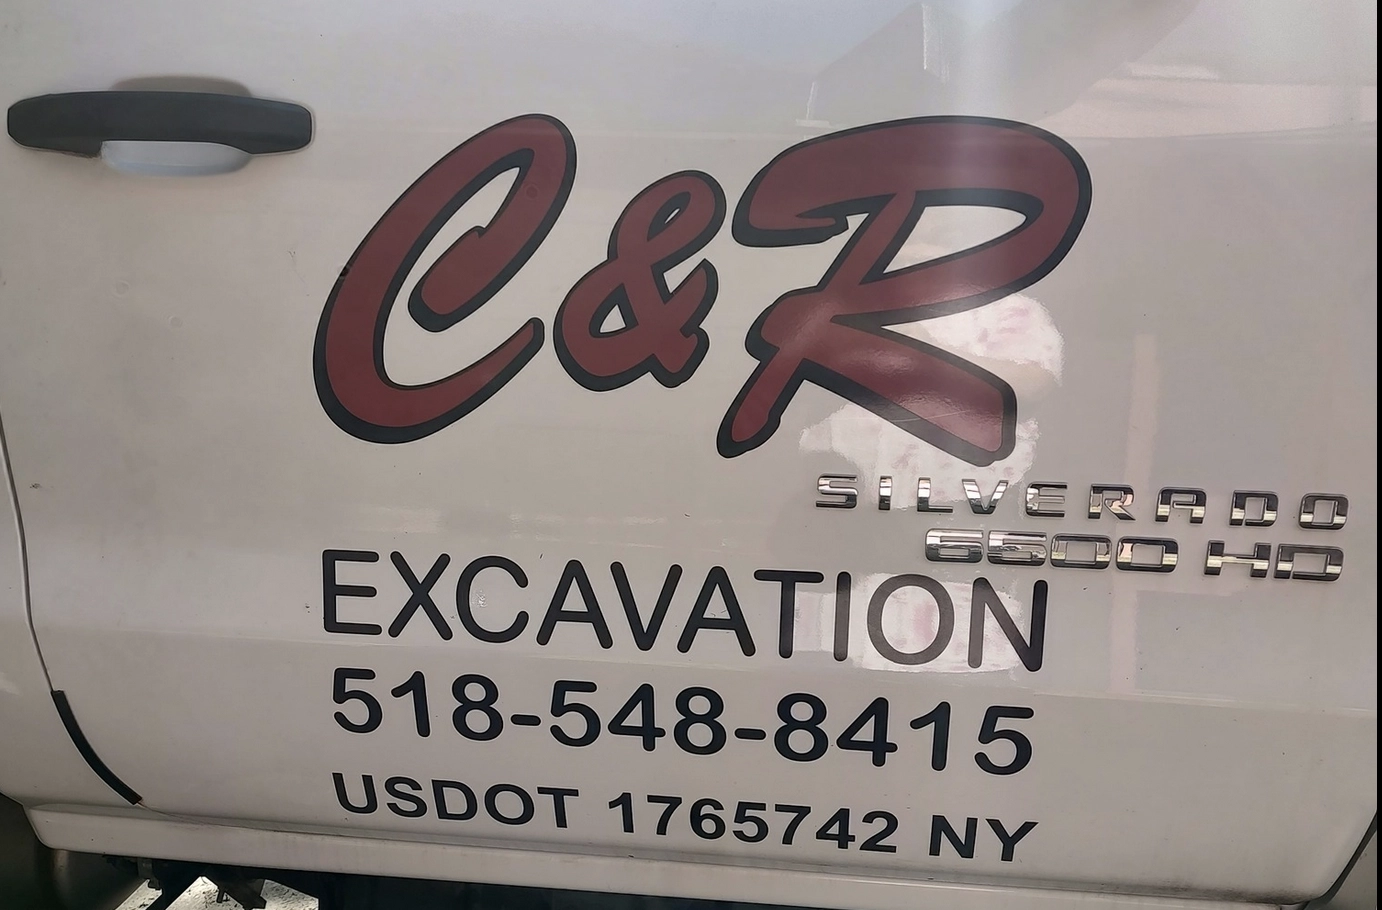 C&R
SILVERADO
6500 HD
EXCAVATION
518-548-8415
USDOT 1765742 NY